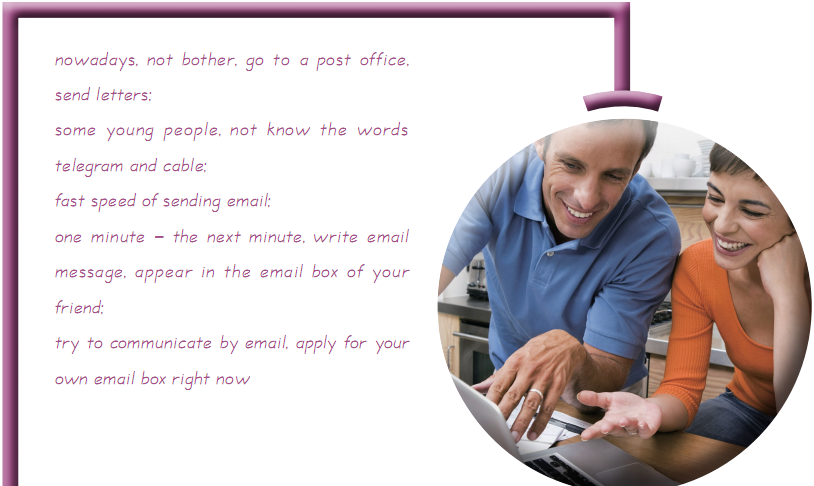 nowadays, not bother, go to a post office,
send letters;
some young people, not know the words
telegram and cable;
fast speed of sending email;
one minute – the next minute, write email
message, appear in the email box of your
friend;
try to communicate by email, apply for your
own email box right now